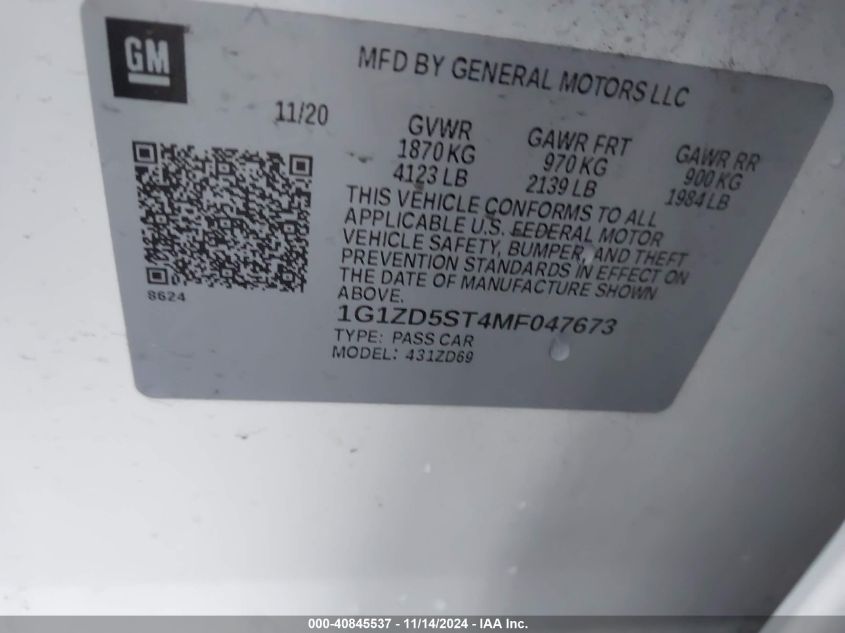 GM
MFD BY GENERAL MOTORS LLC
11/20
GVWR
1870 KG
4123 LB
GAWR FRT
970 KG
2139 LB
GAWR RR
900 KG
1984 LB
THIS VEHICLE CONFORMS TO ALL
APPLICABLE U.S. FEDERAL MOTOR
VEHICLE SAFETY, BUMPER, AND THEFT
PREVENTION STANDARDS IN EFFECT ON
THE DATE OF MANUFACTURE SHOWN
ABOVE.
8624
1G1ZD5ST4MF047673
TYPE: PASS CAR
MODEL: 431ZD69
000-40845537 - 11/14/2024 - IAA Inc.